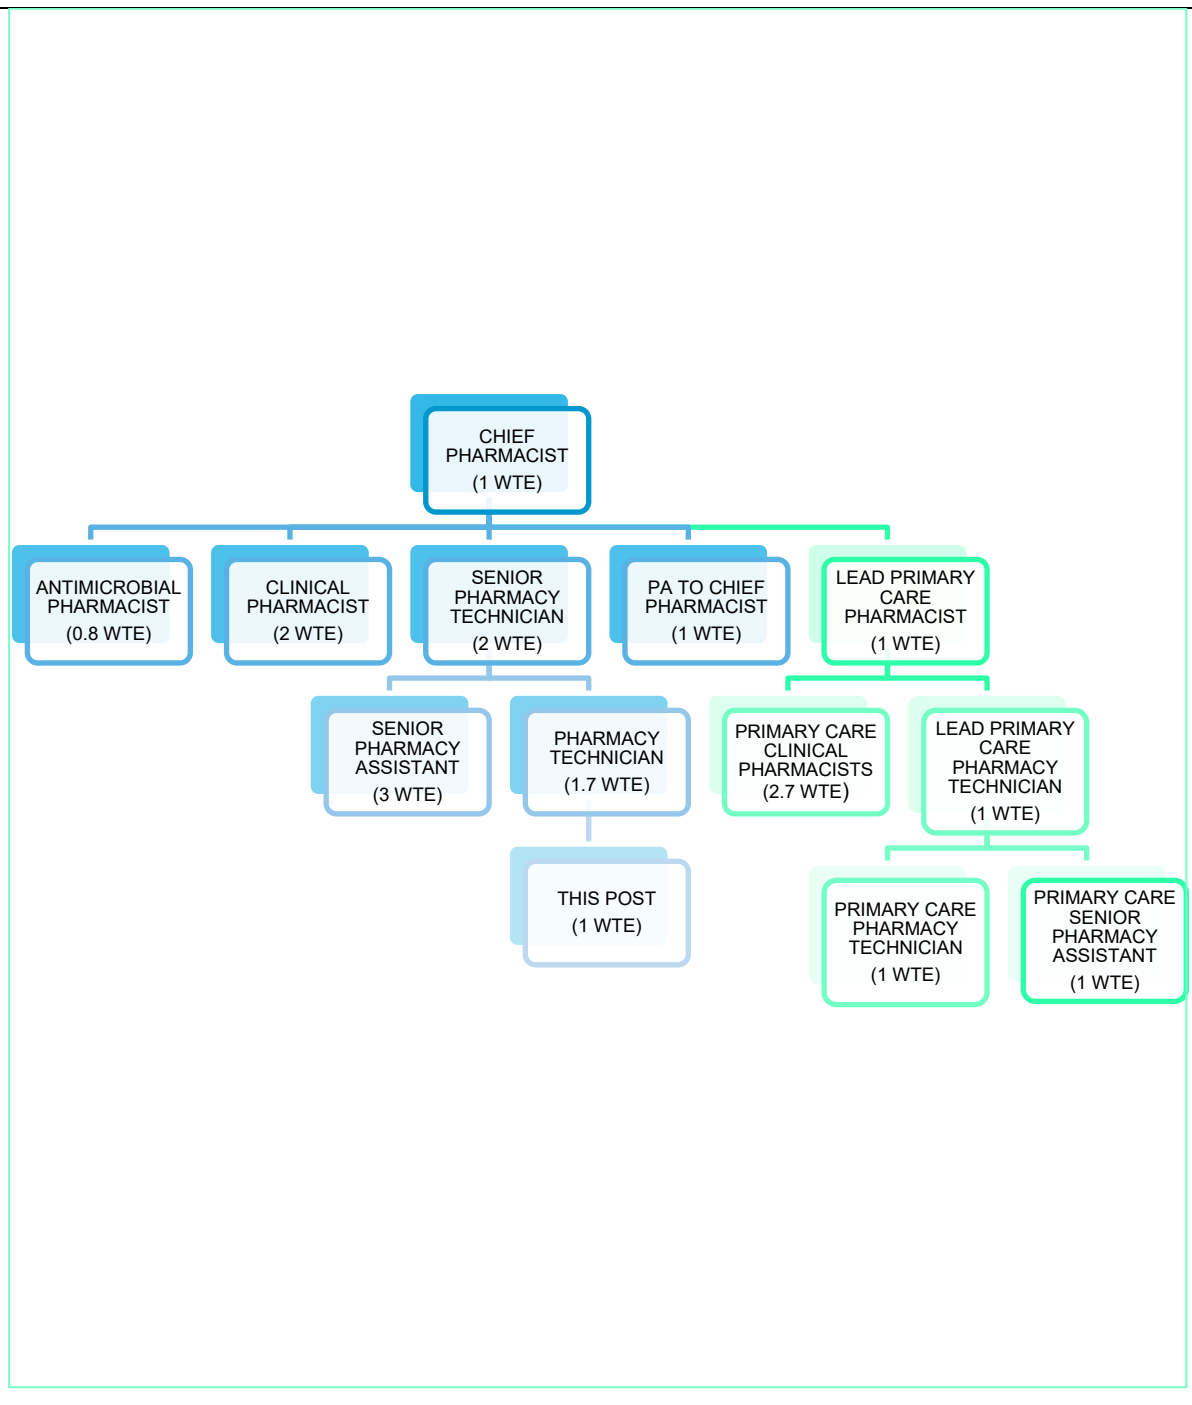 CHIEF
PHARMACIST
(1 WTE)
ANTIMICROBIAL
PHARMACIST
(0.8 WTE)
CLINICAL
PHARMACIST
(2 WTE)
SENIOR
PHARMACY
TECHNICIAN
(2 WTE)
PA TO CHIEF
PHARMACIST
(1 WTE)
LEAD PRIMARY
CARE
PHARMACIST
(1 WTE)
SENIOR
PHARMACY
ASSISTANT
(3 WTE)
PHARMACY
TECHNICIAN
(1.7 WTE)
PRIMARY CARE
CLINICAL
PHARMACISTS
(2.7 WTE)
LEAD PRIMARY
CARE
PHARMACY
TECHNICIAN
(1 WTE)
THIS POST
(1 WTE)
PRIMARY CARE
PHARMACY
TECHNICIAN
(1 WTE)
PRIMARY CARE
SENIOR
PHARMACY
ASSISTANT
(1 WTE)